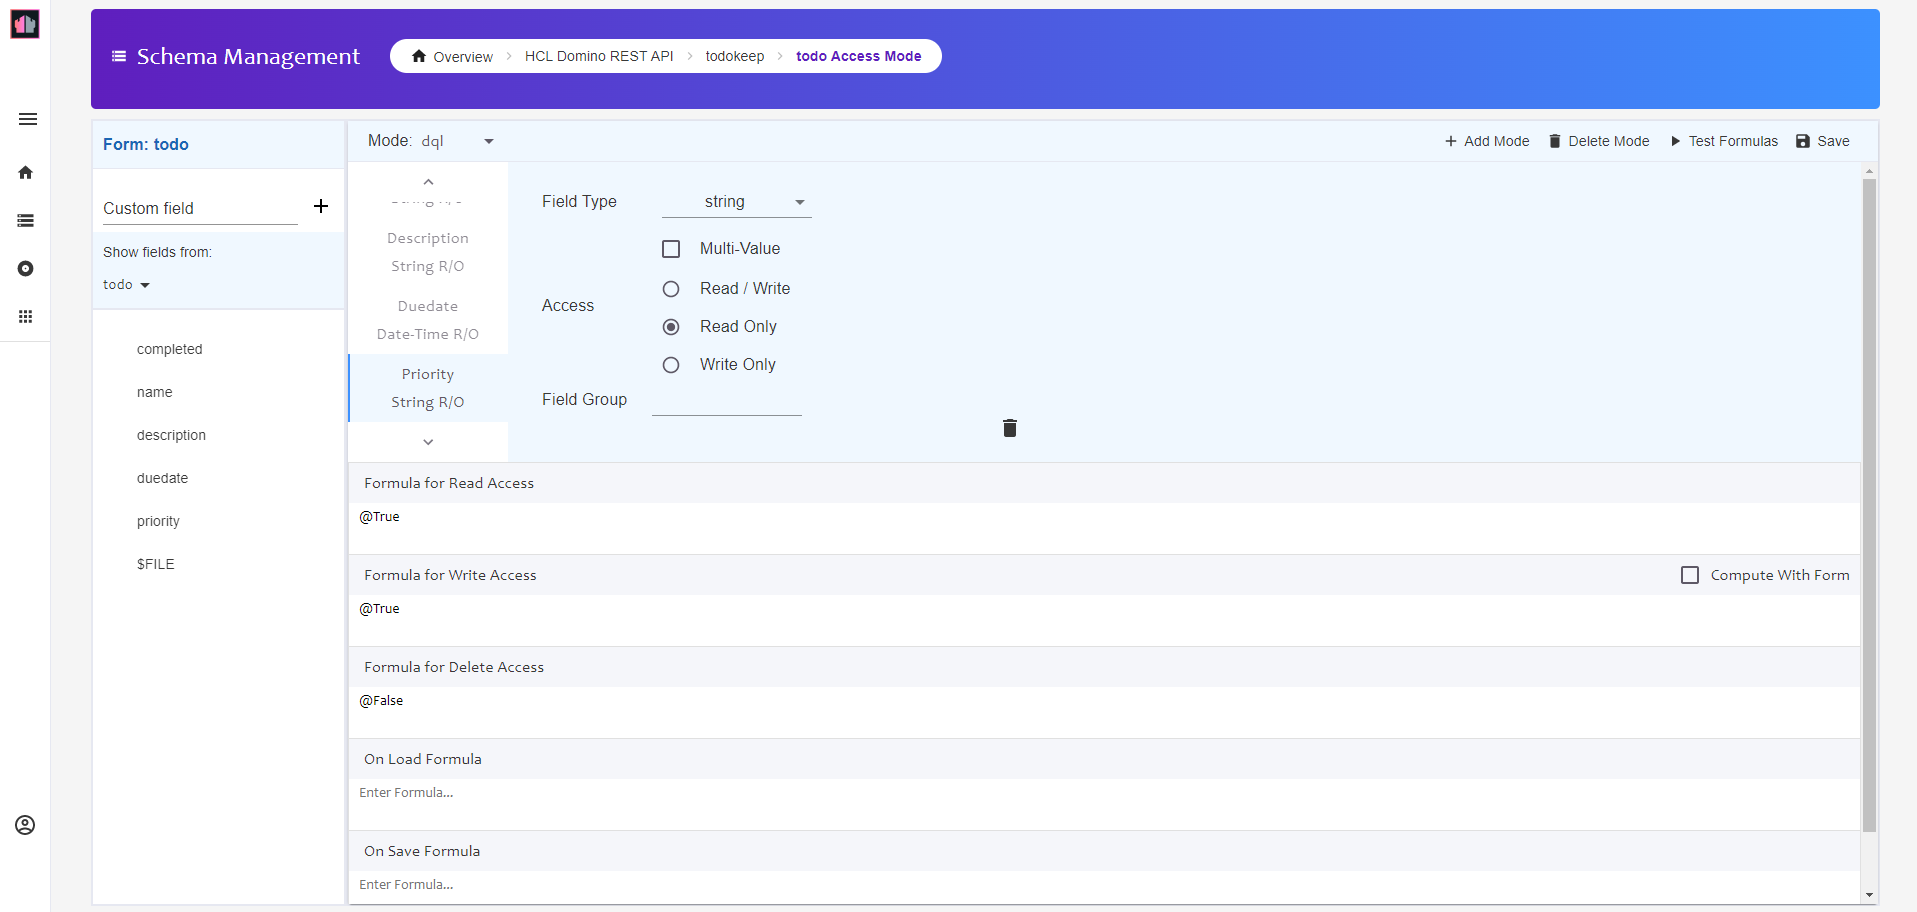 Schema Management
Overview
HCL Domino REST API
todokeep
todo Access Mode
Form: todo
Custom field
Show fields from:
todo
completed
name
description
duedate
priority
$FILE
Mode: dql
Add Mode
Delete Mode
Test Formulas
Save
Description
String R/O
Duedate
Date-Time R/O
Priority
String R/O
Field Type
string
Multi-Value
Access
Read / Write
Read Only
Write Only
Field Group
Formula for Read Access
@True
Formula for Write Access
Compute With Form
@True
Formula for Delete Access
@False
On Load Formula
Enter Formula...
On Save Formula
Enter Formula...